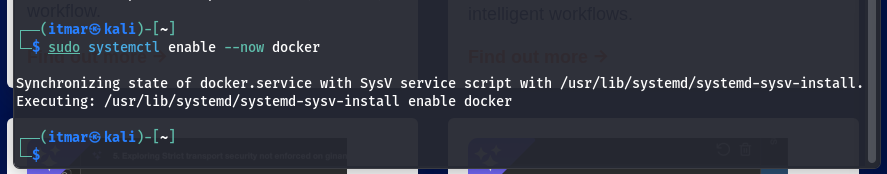 workflow.
intelligent workflows.
┌──(itmar㉿kali)-[~]
Find out more →
Find out more →
└─$ sudo systemctl enable --now docker
Synchronizing state of docker.service with SysV service script with /usr/lib/systemd/systemd-sysv-install.
Executing: /usr/lib/systemd/systemd-sysv-install enable docker
┌──(itmar㉿kali)-[~]
└─$